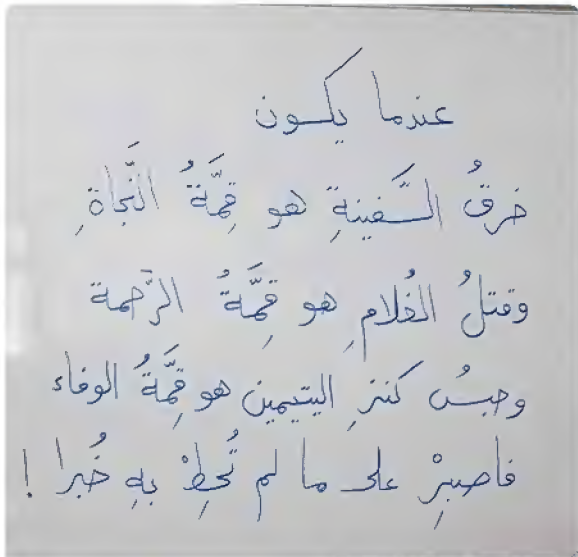 عندما يكون
خرقُ السَّفينةِ هو قِمَّةُ النَّجاةِ
وقتلُ الغُلامِ هو قِمَّةُ الرَّحمة
وحبسُ كنزِ اليتيمين هو قِمَّةُ الوفاء
فاصبرْ على ما لم تُحِطْ بهِ خُبرا !